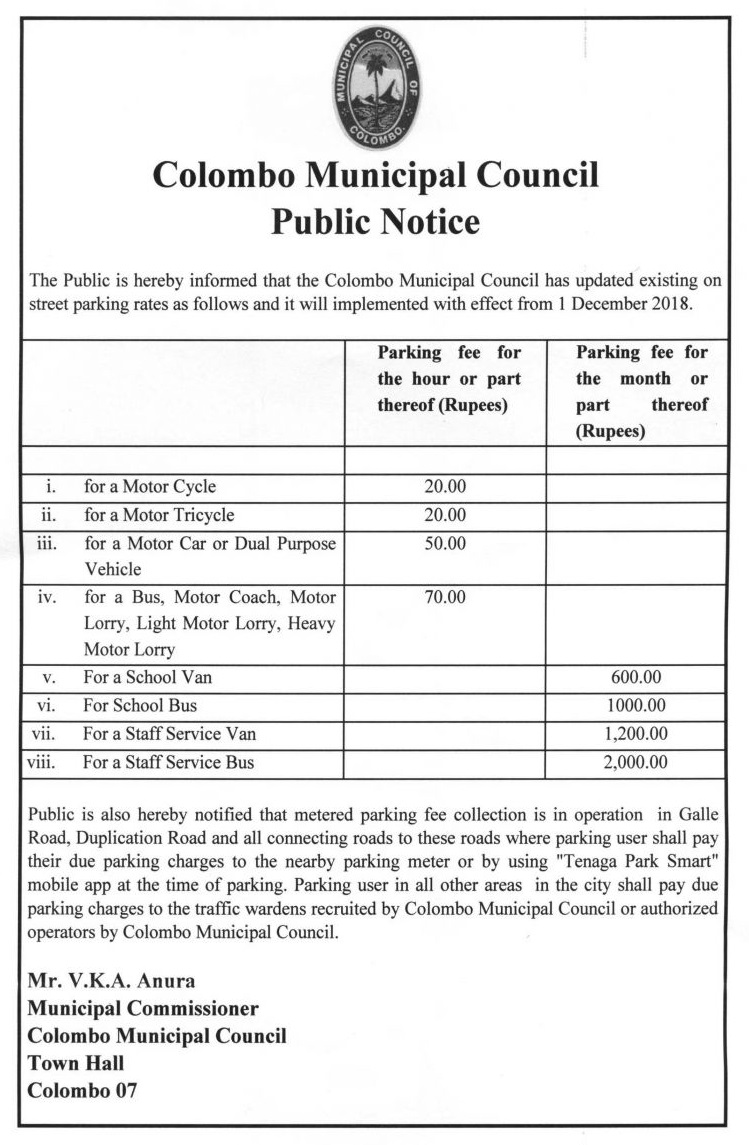 MUNICIPAL COUNCIL OF
COLOMBO.
Colombo Municipal Council
Public Notice
The Public is hereby informed that the Colombo Municipal Council has updated existing on
street parking rates as follows and it will implemented with effect from 1 December 2018.
Parking fee for
the hour or part
thereof (Rupees)
Parking fee for
the month or
part thereof
(Rupees)
i. for a Motor Cycle 20.00
ii. for a Motor Tricycle 20.00
iii. for a Motor Car or Dual Purpose 50.00
Vehicle
iv. for a Bus, Motor Coach, Motor 70.00
Lorry, Light Motor Lorry, Heavy
Motor Lorry
v. For a School Van 600.00
vi. For School Bus 1000.00
vii. For a Staff Service Van 1,200.00
viii. For a Staff Service Bus 2,000.00
Public is also hereby notified that metered parking fee collection is in operation in Galle
Road, Duplication Road and all connecting roads to these roads where parking user shall pay
their due parking charges to the nearby parking meter or by using "Tenaga Park Smart"
mobile app at the time of parking. Parking user in all other areas in the city shall pay due
parking charges to the traffic wardens recruited by Colombo Municipal Council or authorized
operators by Colombo Municipal Council.
Mr. V.K.A. Anura
Municipal Commissioner
Colombo Municipal Council
Town Hall
Colombo 07